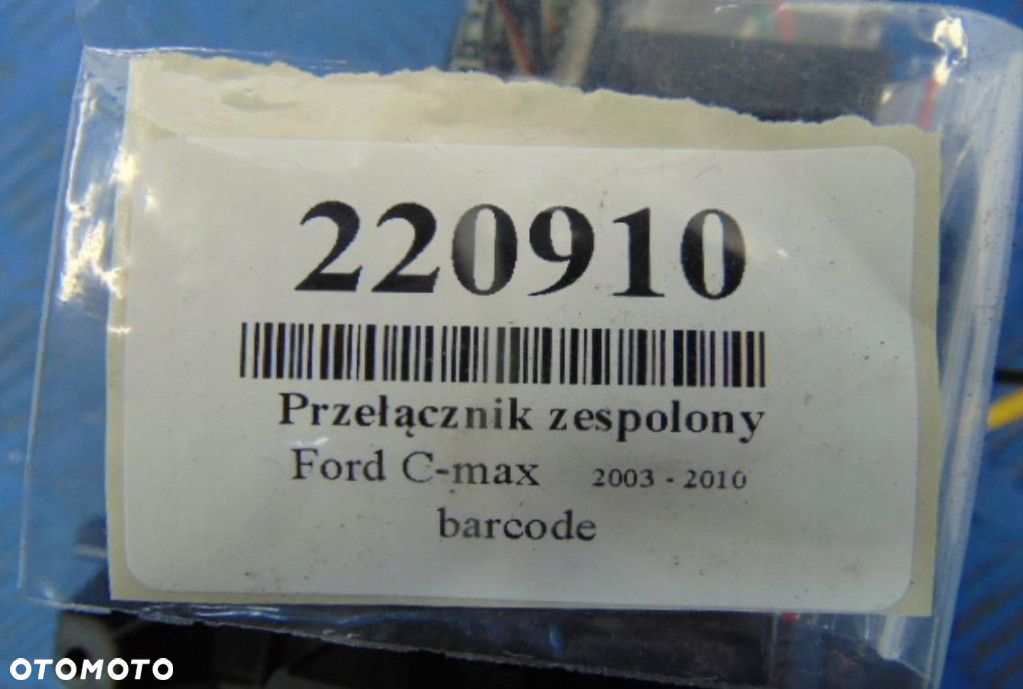 220910
Przełącznik zespolony
Ford C-max 2003 - 2010
barcode
OTOMOTO